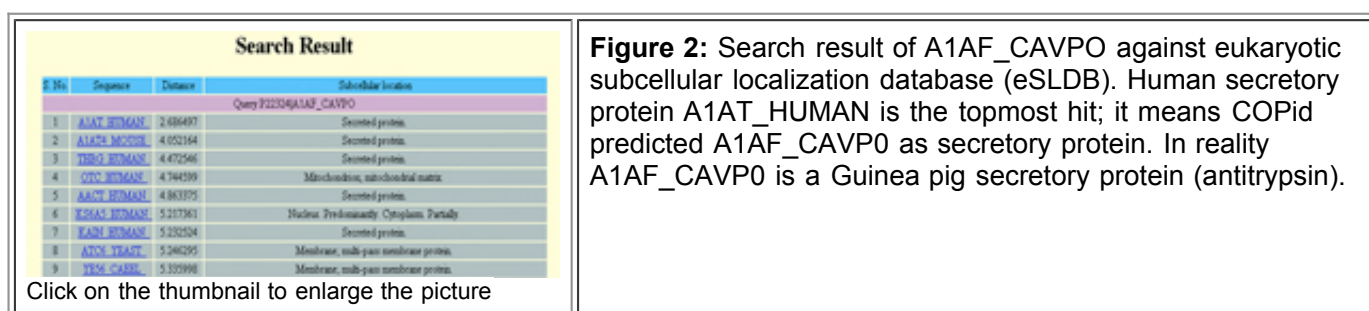 Search Result
S. No Sequence Distance Subcellular location
Query P22324|A1AF_CAVPO
1 A1AT_HUMAN 2.686497 Secreted protein.
2 A1AT4_MOUSE 4.052164 Secreted protein.
3 THBG_HUMAN 4.472546 Secreted protein.
4 OTC_HUMAN 4.744599 Mitochondrion; mitochondrial matrix.
5 AACT_HUMAN 4.863375 Secreted protein.
6 KS6A5_HUMAN 5.217361 Nucleus. Predominantly. Cytoplasm. Partially
7 KAIN_HUMAN 5.232524 Secreted protein.
8 5.246295 Membrane; multi-pass membrane protein.
9 5.335998 Membrane; multi-pass membrane protein.
Click on the thumbnail to enlarge the picture
Figure 2: Search result of A1AF_CAVPO against eukaryotic
subcellular localization database (eSLDB). Human secretory
protein A1AT_HUMAN is the topmost hit; it means COPid
predicted A1AF_CAVP0 as secretory protein. In reality
A1AF_CAVP0 is a Guinea pig secretory protein (antitrypsin).